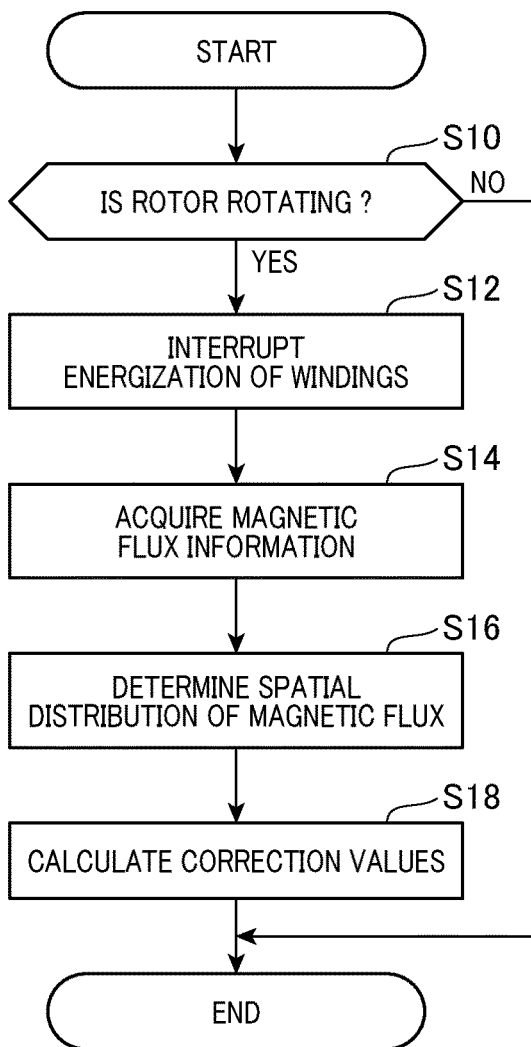 START
S10
IS ROTOR ROTATING ?
NO
YES
S12
INTERRUPT
ENERGIZATION OF WINDINGS
S14
ACQUIRE MAGNETIC
FLUX INFORMATION
S16
DETERMINE SPATIAL
DISTRIBUTION OF MAGNETIC FLUX
S18
CALCULATE CORRECTION VALUES
END